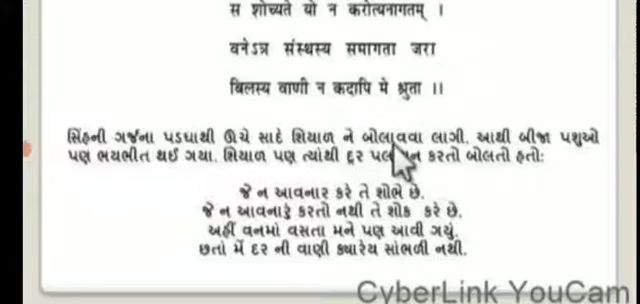 स शोच्यते यो न करोत्यनागतम् ।
वनेऽत्र संस्थस्य समागता जरा
बिलस्य वाणी न कदापि मे श्रुता ।।
સિંહની ગર્જના પડઘાથી ઊંચે સાદે શિયાળ ને બોલાવવા લાગી. આથી બીજા પશુઓ
પણ ભયભીત થઈ ગયા. શિયાળ પણ ત્યાંથી દૂર કરતો બોલતો હતો:
જે ન આવનાર કરે તે શોભે છે.
જે ન આવનારું કરતો નથી તે શોક કરે છે.
અહીં વનમાં વસતા મને પણ આવી ગયું.
છતાં મેં દર ની વાણી ક્યારેય સાંભળી નથી.
CyberLink YouCam